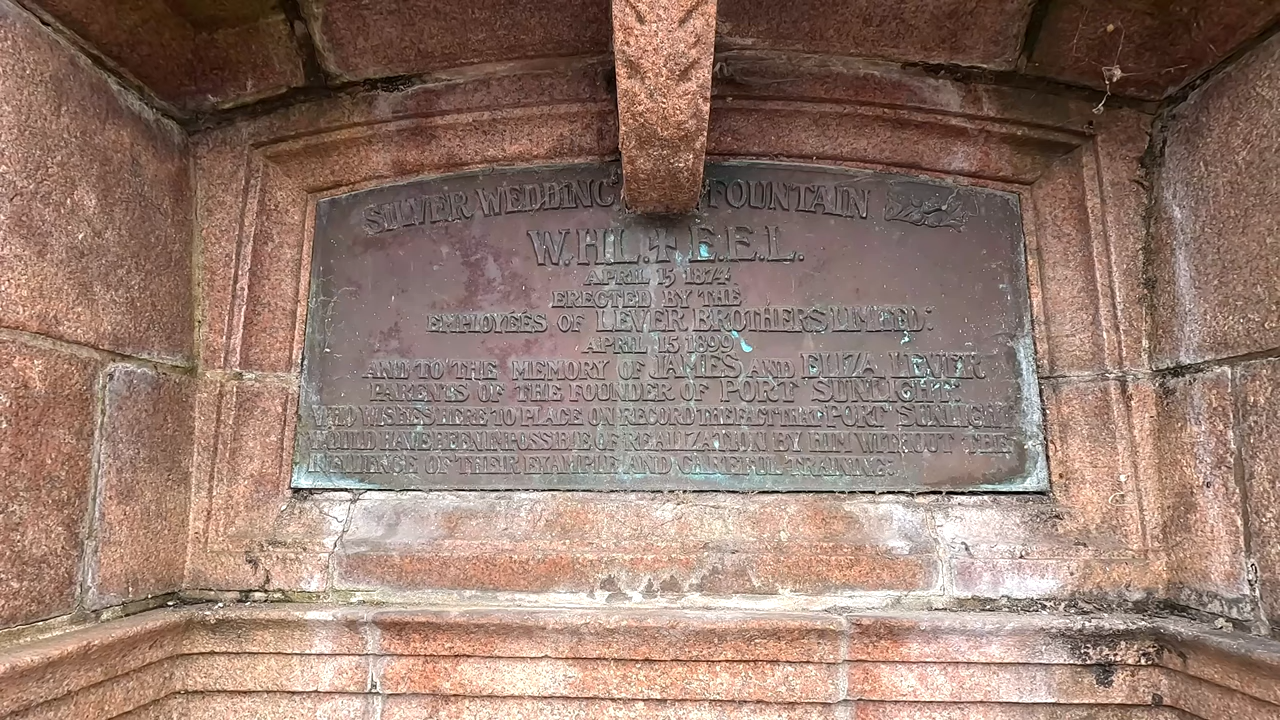 SILVER WEDDING FOUNTAIN
W.H.L. + E.E.L.
APRIL 15 1874
ERECTED BY THE
EMPLOYEES OF LEVER BROTHERS LIMITED.
APRIL 15 1899
AND TO THE MEMORY OF JAMES AND ELIZA LEVER
PARENTS OF THE FOUNDER OF PORT SUNLIGHT.
WHO WISHES HERE TO PLACE ON RECORD THE FACT THAT PORT SUNLIGHT
WOULD HAVE BEEN IMPOSSIBLE OF REALIZATION BY HIM WITHOUT THE
INFLUENCE OF THEIR EXAMPLE AND CAREFUL TRAINING.